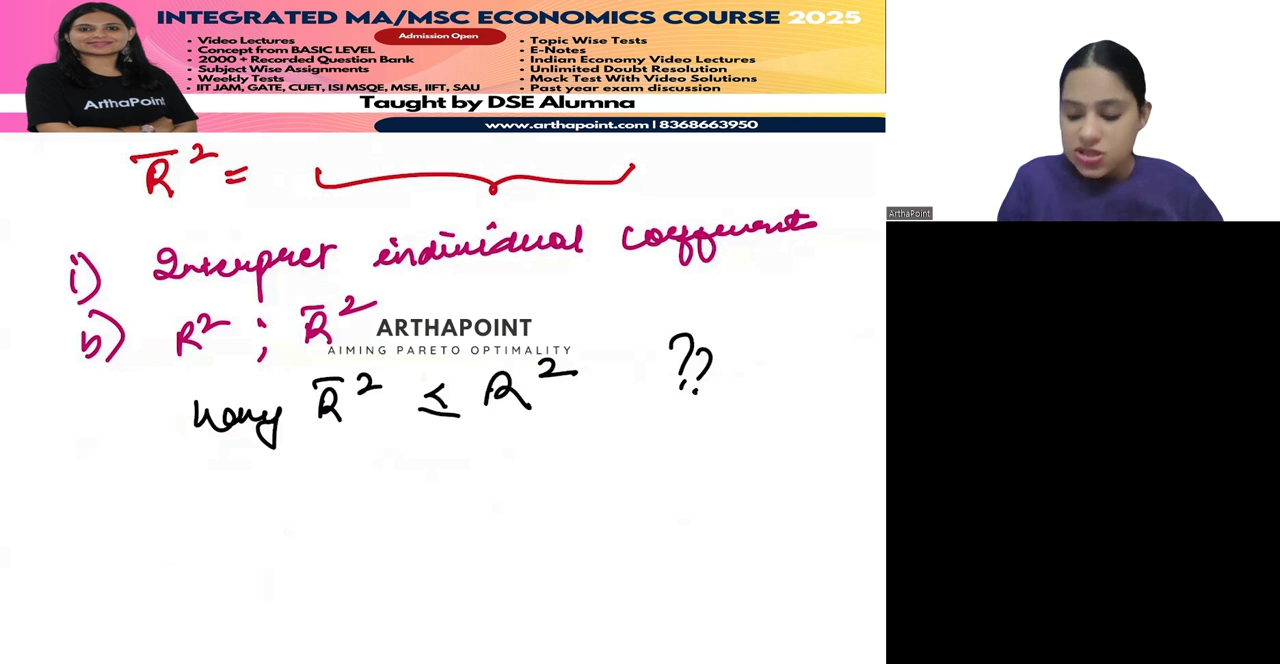 INTEGRATED MA/MSC ECONOMICS COURSE 2025
Admission Open
• Video Lectures
• Concept from BASIC LEVEL
• 2000 + Recorded Question Bank
• Subject Wise Assignments
• Weekly Tests
• IIT JAM, GATE, CUET, ISI MSQE, MSE, IIFT, SAU
• Topic Wise Tests
• E-Notes
• Indian Economy Video Lectures
• Unlimited Doubt Resolution
• Mock Test With Video Solutions
• Past year exam discussion
ArthaPoint
Taught by DSE Alumna
www.arthapoint.com | 8368663950
ArthaPoint
R̅² =
i) Interpret individual coefficients
b) R² ; R̅²
ARTHAPOINT
AIMING PARETO OPTIMALITY
R̅² ≤ R² ??